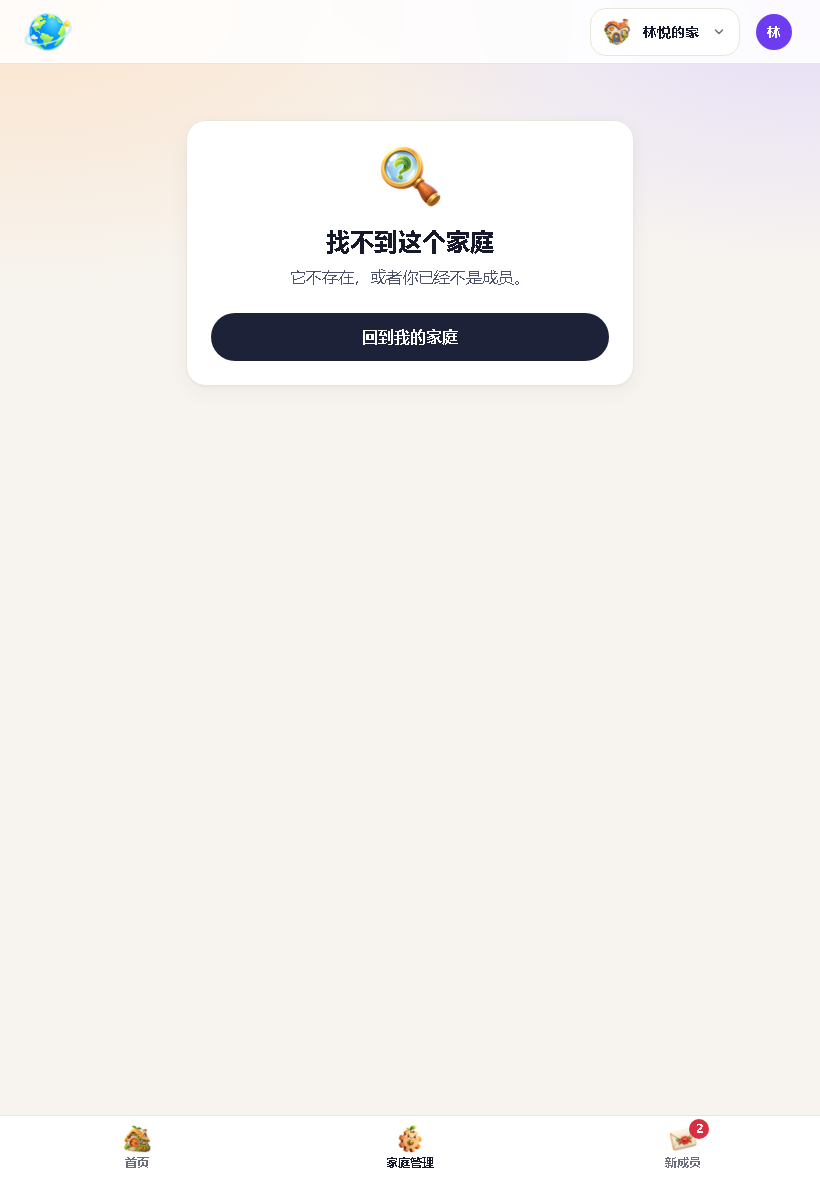 林悦的家
林
找不到这个家庭
它不存在，或者你已经不是成员。
回到我的家庭
首页
家庭管理
2
新成员